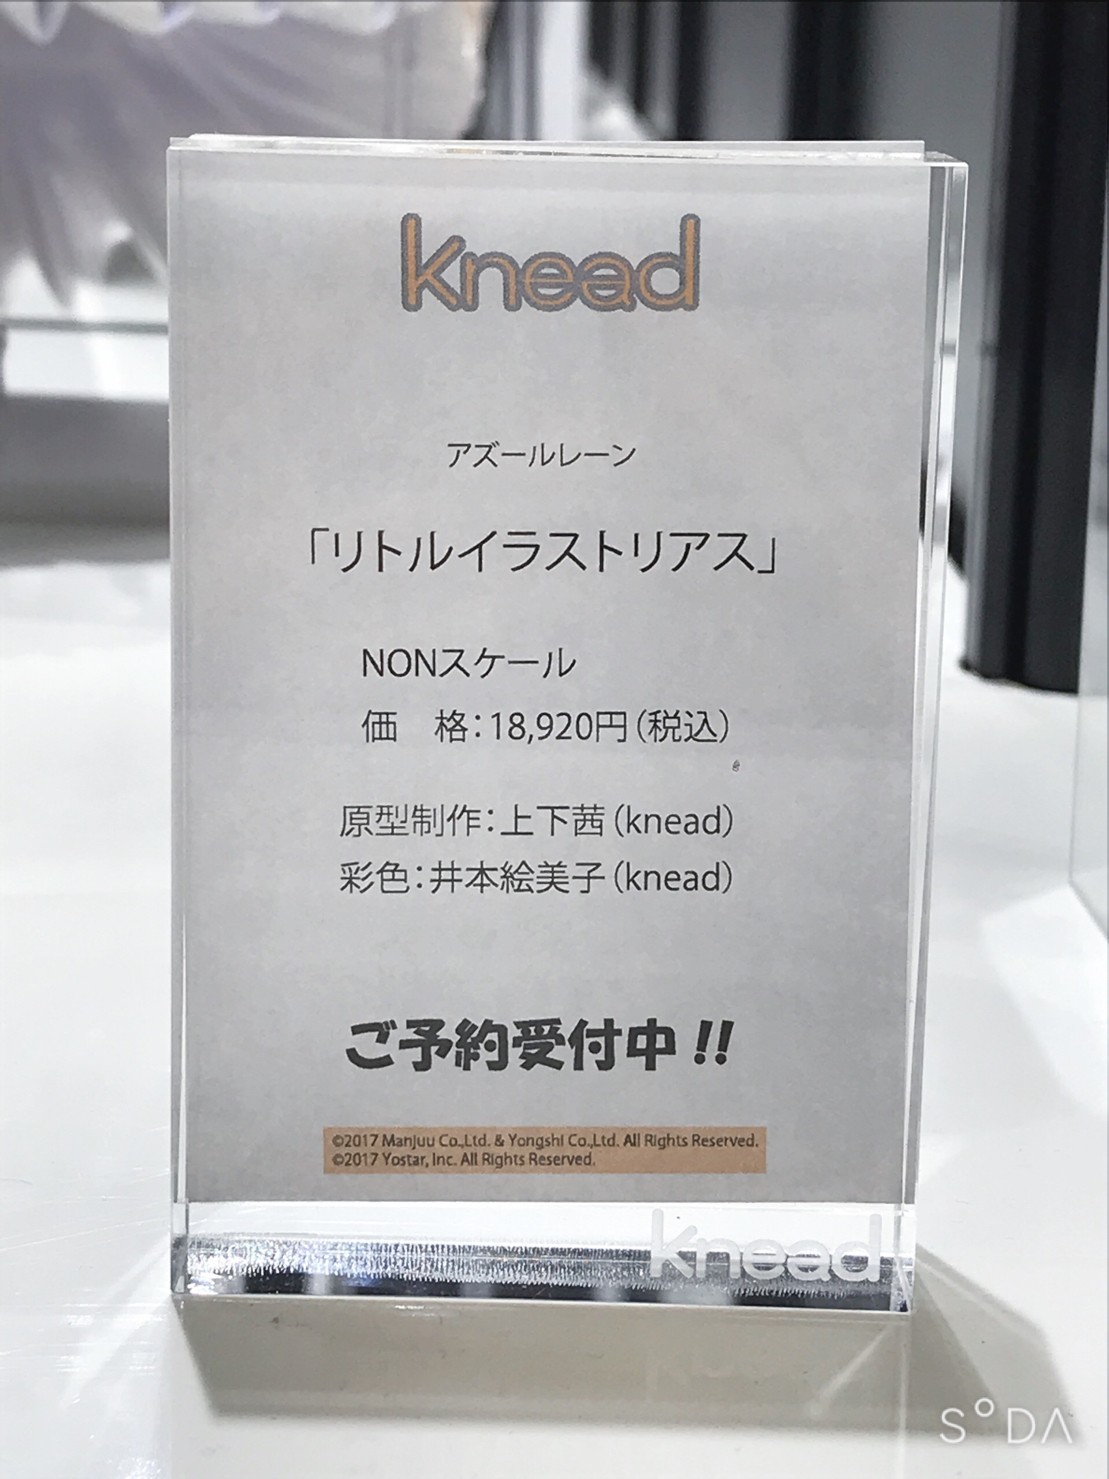 knead
アズールレーン
「リトルイラストリアス」
NONスケール
価　格：18,920円（税込）
原型制作：上下茜（knead）
彩色：井本絵美子（knead）
ご予約受付中!!
©2017 Manjuu Co.,Ltd. & Yongshi Co.,Ltd. All Rights Reserved.
©2017 Yostar, Inc. All Rights Reserved.
knead
SODA